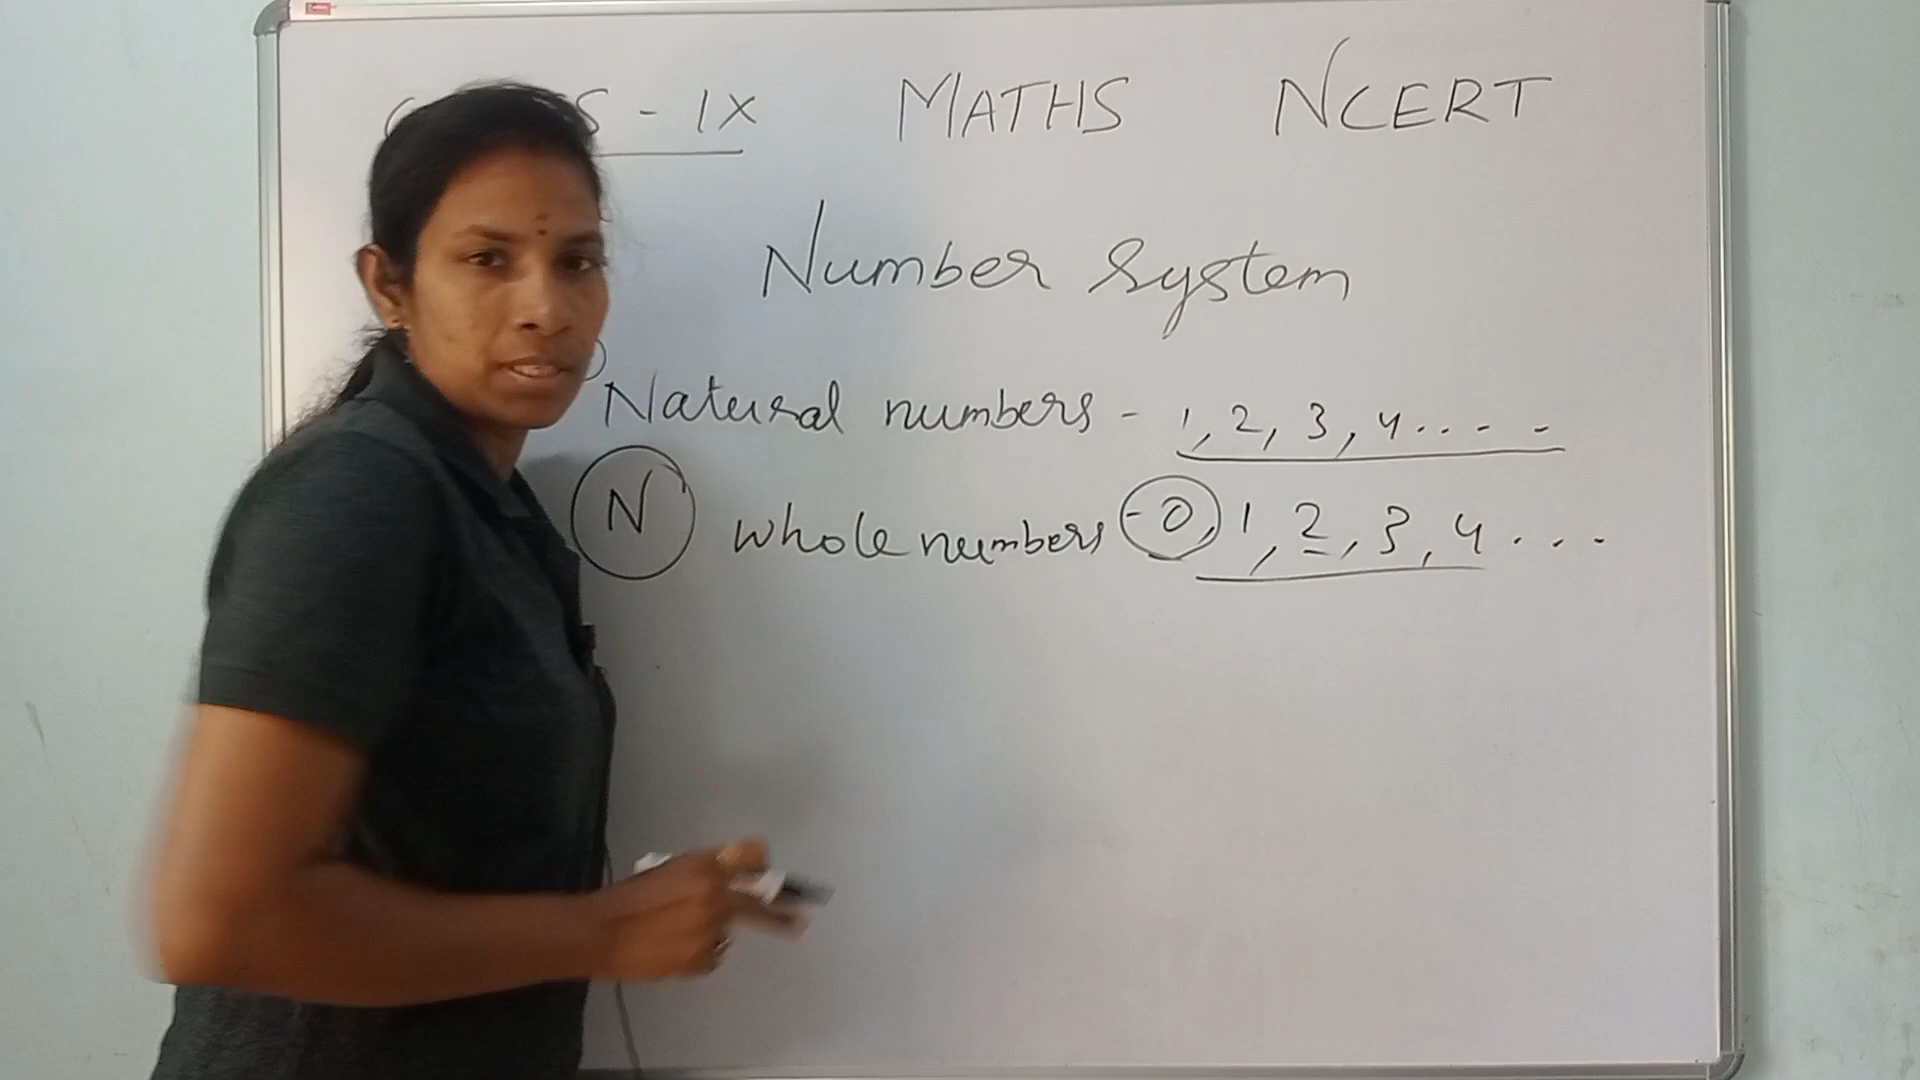 S - IX MATHS NCERT
Number System
Natural numbers - 1, 2, 3, 4 .... -
N whole numbers - 0, 1, 2, 3, 4 . . .